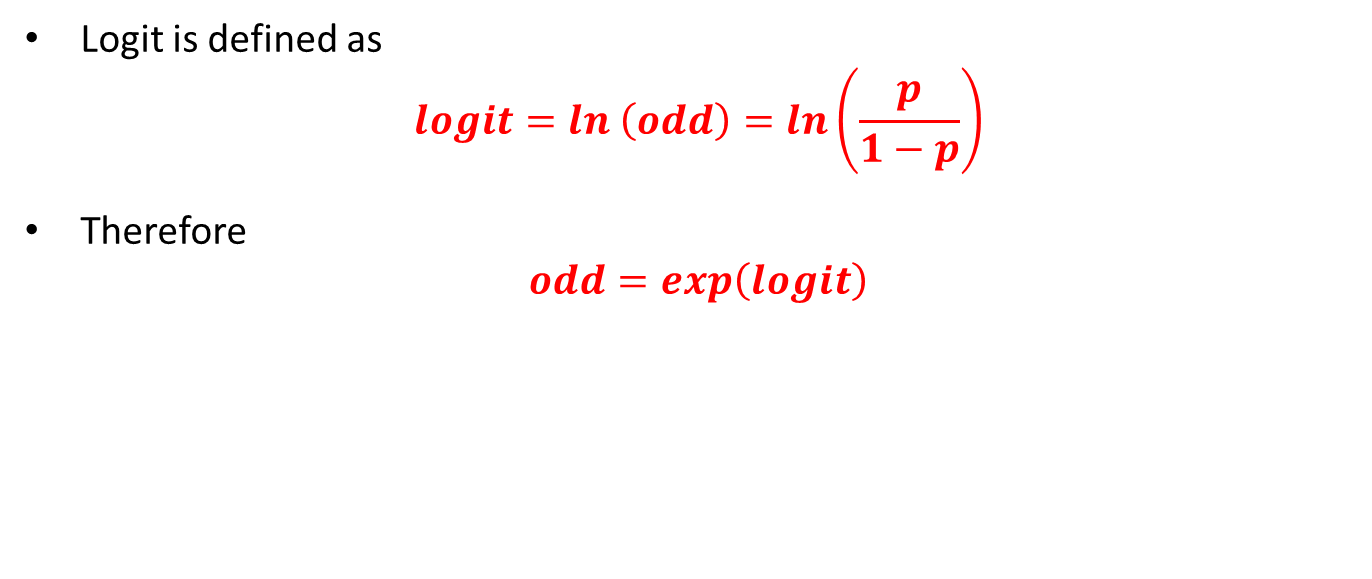 • Logit is defined as
logit = ln (odd) = ln(p/(1 − p))
• Therefore
odd = exp(logit)